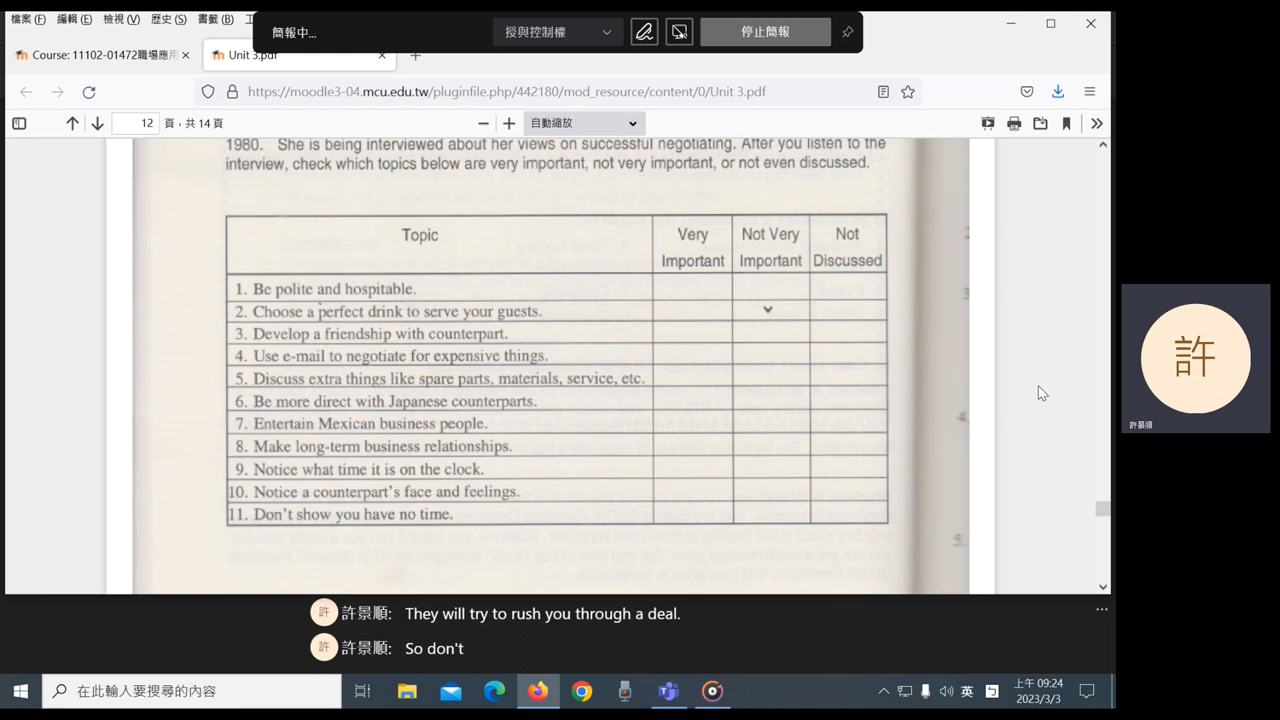 檔案(F) 編輯(E) 檢視(V) 歷史(S) 書籤(B)
簡報中... 授與控制權 停止簡報
Course: 11102-01472職場應用 Unit 3.pdf
https://moodle3-04.mcu.edu.tw/pluginfile.php/442180/mod_resource/content/0/Unit 3.pdf
12 頁，共 14 頁 自動縮放
1980. She is being interviewed about her views on successful negotiating. After you listen to the
interview, check which topics below are very important, not very important, or not even discussed.
Topic Very Important Not Very Important Not Discussed
1. Be polite and hospitable.
2. Choose a perfect drink to serve your guests. v
3. Develop a friendship with counterpart.
4. Use e-mail to negotiate for expensive things.
5. Discuss extra things like spare parts, materials, service, etc.
6. Be more direct with Japanese counterparts.
7. Entertain Mexican business people.
8. Make long-term business relationships.
9. Notice what time it is on the clock.
10. Notice a counterpart's face and feelings.
11. Don't show you have no time.
許
許景順
許 許景順: They will try to rush you through a deal.
許 許景順: So don't
在此輸入要搜尋的內容
英
上午 09:24
2023/3/3